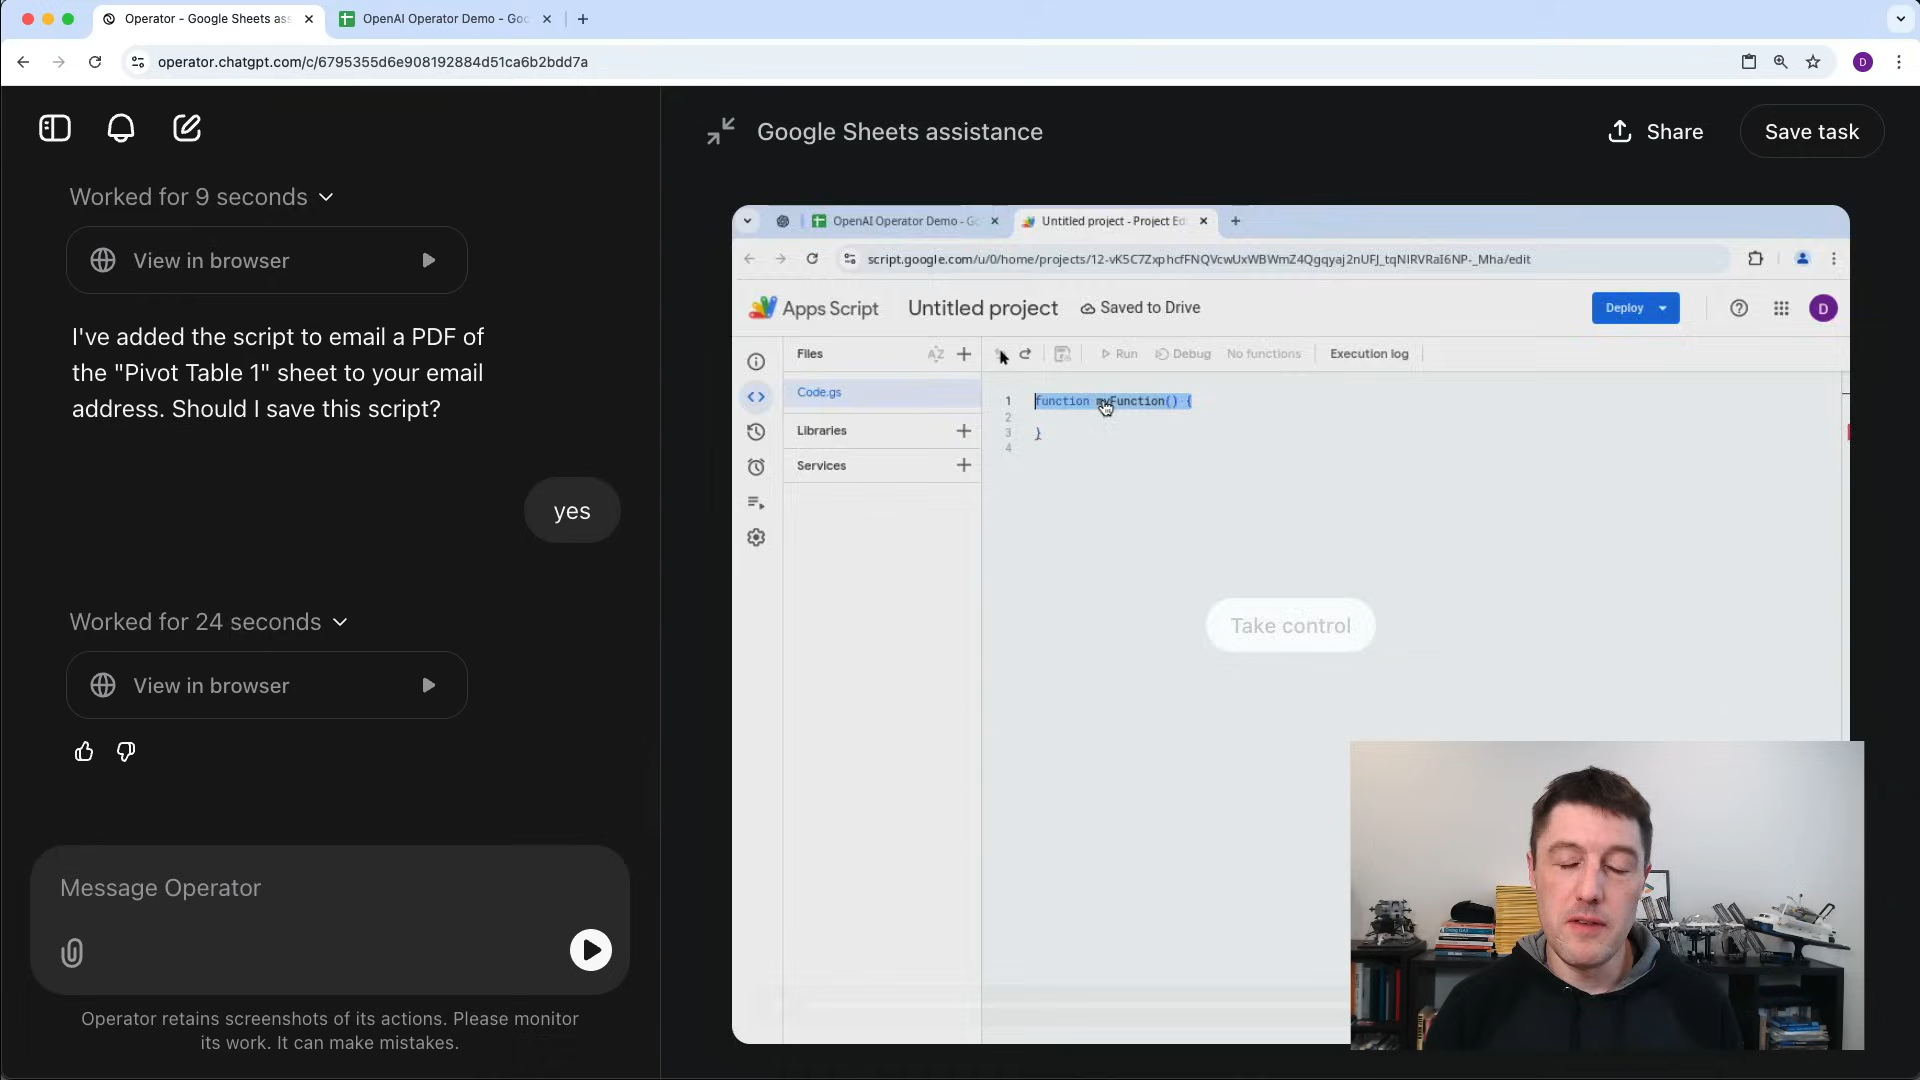 Operator - Google Sheets ass
OpenAI Operator Demo - Goo
operator.chatgpt.com/c/6795355d6e908192884d51ca6b2bdd7a
D
Worked for 9 seconds
View in browser
I've added the script to email a PDF of
the "Pivot Table 1" sheet to your email
address. Should I save this script?
yes
Worked for 24 seconds
View in browser
Message Operator
Operator retains screenshots of its actions. Please monitor
its work. It can make mistakes.
Google Sheets assistance
Share
Save task
OpenAI Operator Demo - Go
Untitled project - Project Ed
script.google.com/u/0/home/projects/12-vK5C7ZxphcfFNQVcwUxWBWmZ4Qgqyaj2nUFJ_tqNlRVRaI6NP-_Mha/edit
Apps Script
Untitled project
Saved to Drive
Deploy
D
Files
AZ
Run
Debug
No functions
Execution log
Code.gs
Libraries
Services
1 function myFunction() {
2
3 }
4
Take control